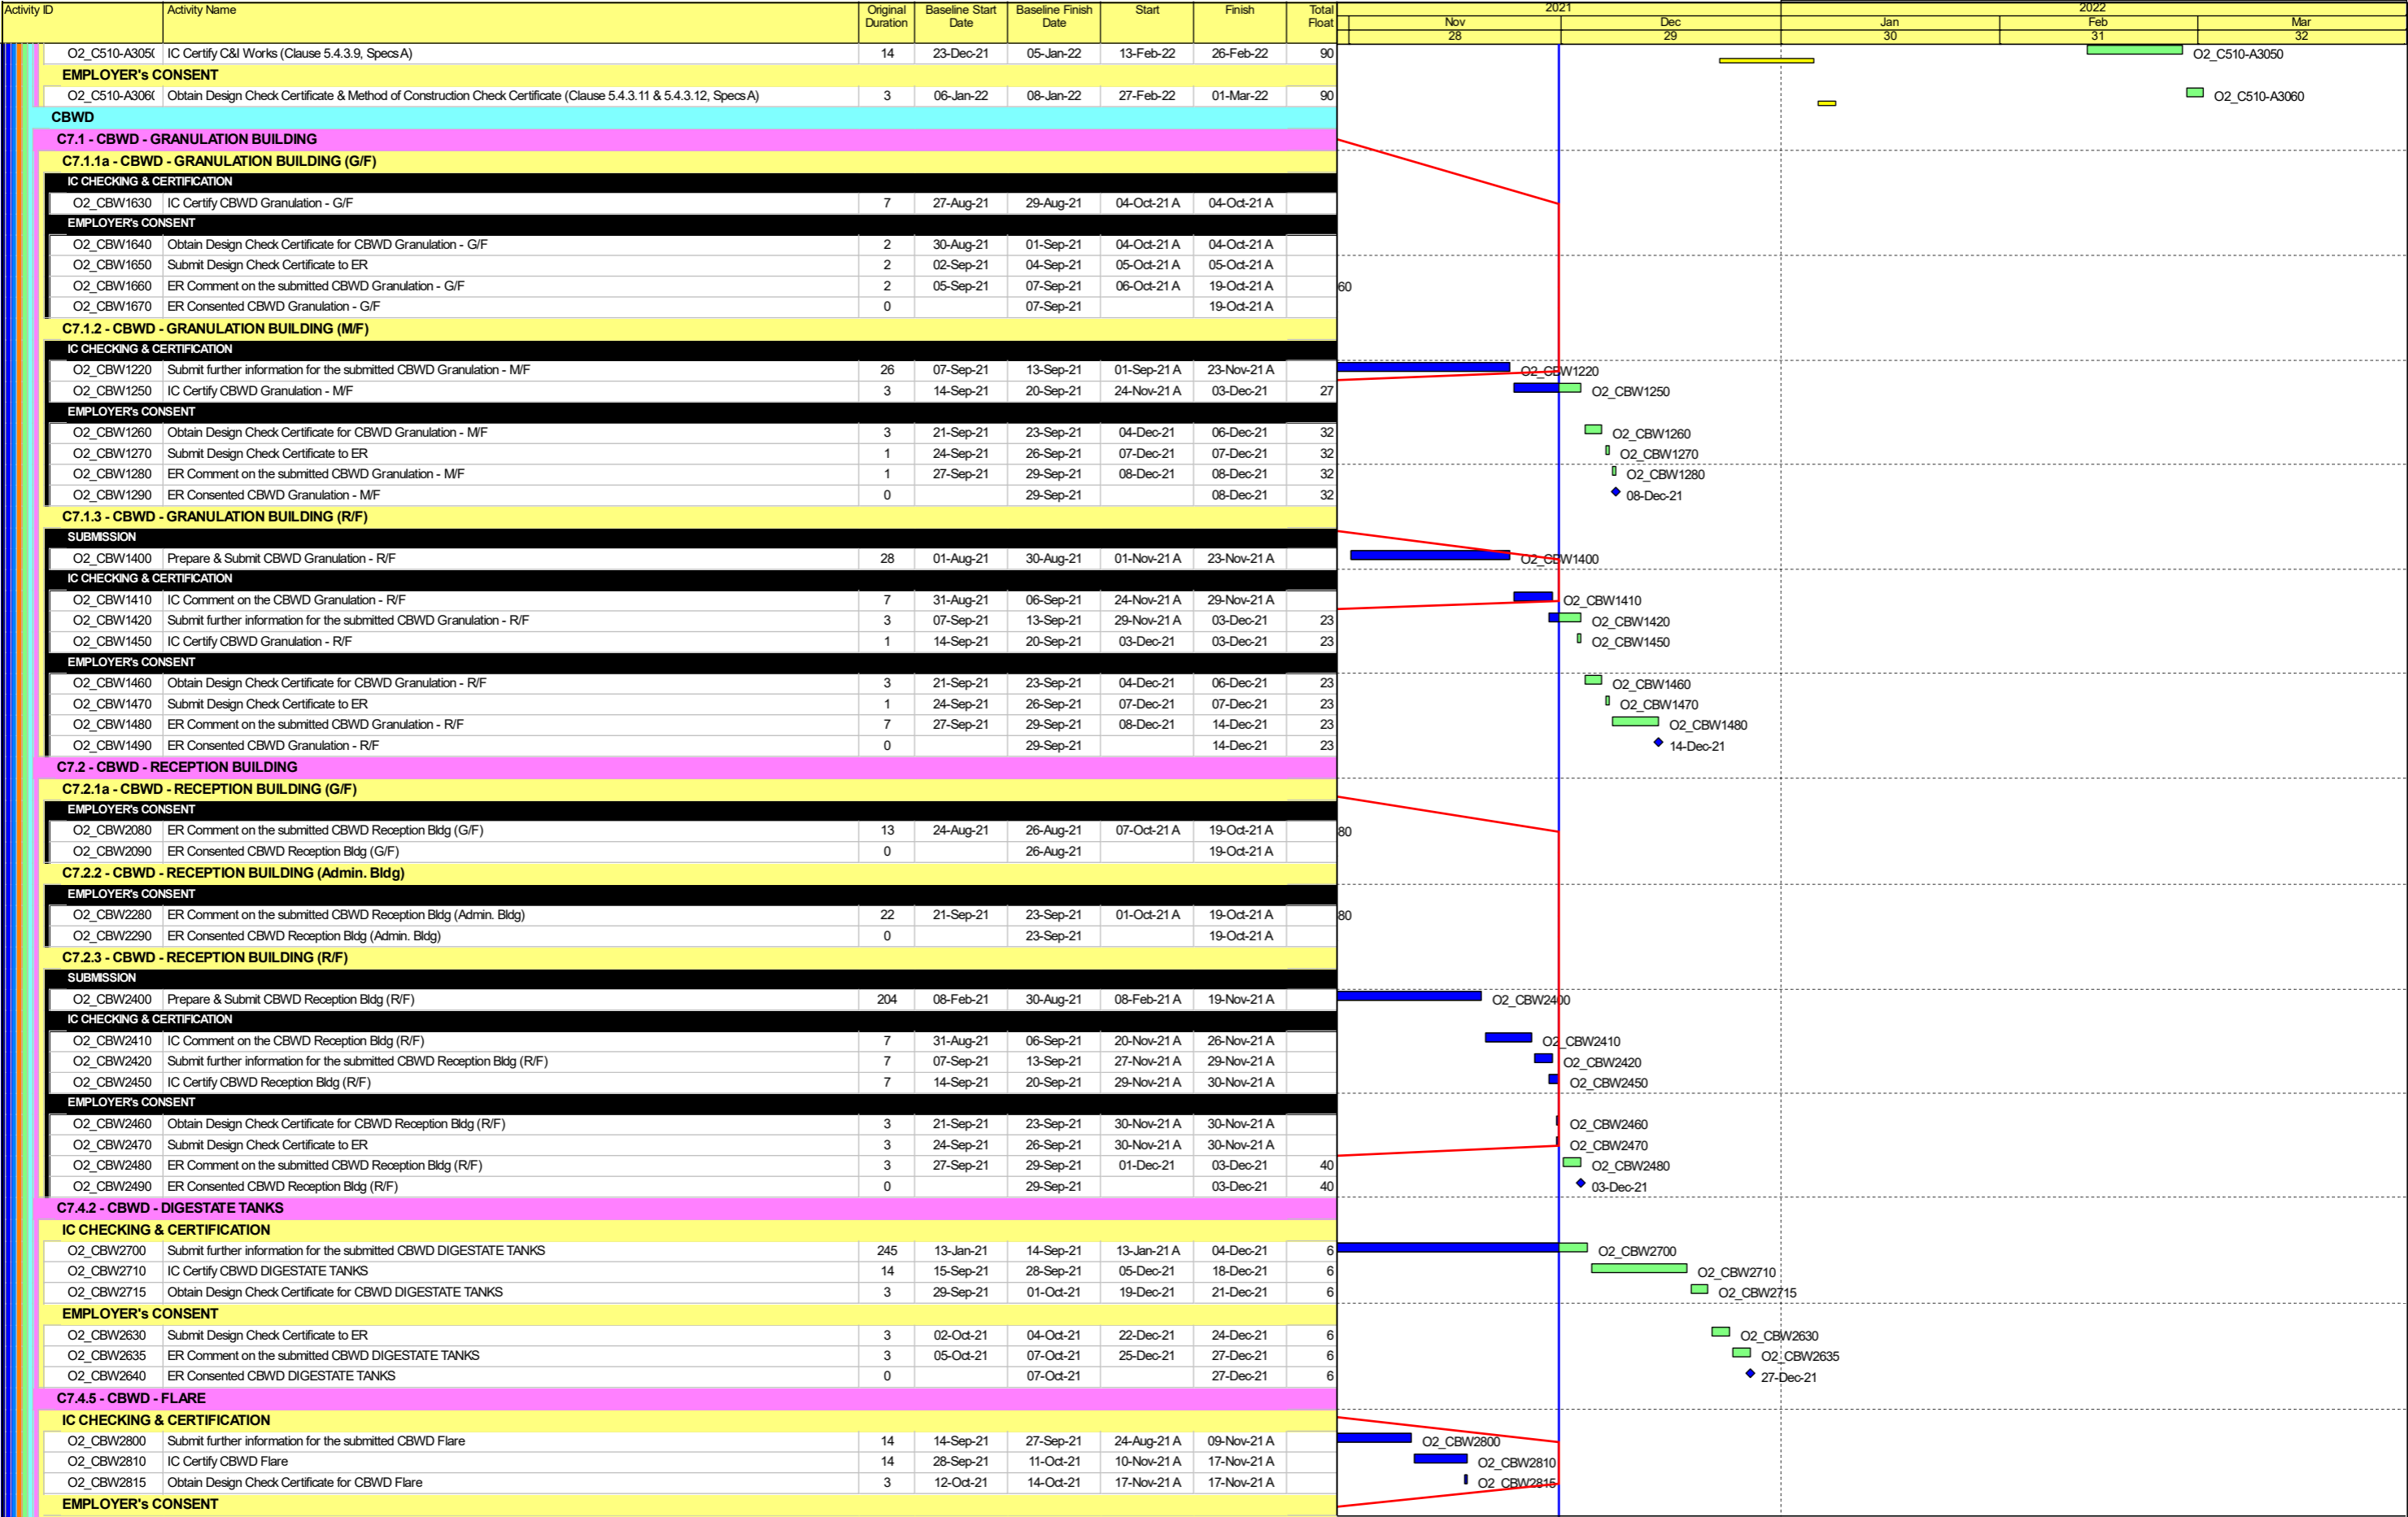 Activity ID Activity Name Original Duration Baseline Start Date Baseline Finish Date Start Finish Total Float 2021 2022
Nov Dec Jan Feb Mar
28 29 30 31 32
O2_C510-A305( IC Certify C&I Works (Clause 5.4.3.9, Specs A) 14 23-Dec-21 05-Jan-22 13-Feb-22 26-Feb-22 90 O2_C510-A3050
EMPLOYER's CONSENT
O2_C510-A306( Obtain Design Check Certificate & Method of Construction Check Certificate (Clause 5.4.3.11 & 5.4.3.12, Specs A) 3 06-Jan-22 08-Jan-22 27-Feb-22 01-Mar-22 90 O2_C510-A3060
CBWD
C7.1 - CBWD - GRANULATION BUILDING
C7.1.1a - CBWD - GRANULATION BUILDING (G/F)
IC CHECKING & CERTIFICATION
O2_CBW1630 IC Certify CBWD Granulation - G/F 7 27-Aug-21 29-Aug-21 04-Oct-21 A 04-Oct-21 A
EMPLOYER's CONSENT
O2_CBW1640 Obtain Design Check Certificate for CBWD Granulation - G/F 2 30-Aug-21 01-Sep-21 04-Oct-21 A 04-Oct-21 A
O2_CBW1650 Submit Design Check Certificate to ER 2 02-Sep-21 04-Sep-21 05-Oct-21 A 05-Oct-21 A
O2_CBW1660 ER Comment on the submitted CBWD Granulation - G/F 2 05-Sep-21 07-Sep-21 06-Oct-21 A 19-Oct-21 A 60
O2_CBW1670 ER Consented CBWD Granulation - G/F 0 07-Sep-21 19-Oct-21 A
C7.1.2 - CBWD - GRANULATION BUILDING (M/F)
IC CHECKING & CERTIFICATION
O2_CBW1220 Submit further information for the submitted CBWD Granulation - M/F 26 07-Sep-21 13-Sep-21 01-Sep-21 A 23-Nov-21 A O2_CBW1220
O2_CBW1250 IC Certify CBWD Granulation - M/F 3 14-Sep-21 20-Sep-21 24-Nov-21 A 03-Dec-21 27 O2_CBW1250
EMPLOYER's CONSENT
O2_CBW1260 Obtain Design Check Certificate for CBWD Granulation - M/F 3 21-Sep-21 23-Sep-21 04-Dec-21 06-Dec-21 32 O2_CBW1260
O2_CBW1270 Submit Design Check Certificate to ER 1 24-Sep-21 26-Sep-21 07-Dec-21 07-Dec-21 32 O2_CBW1270
O2_CBW1280 ER Comment on the submitted CBWD Granulation - M/F 1 27-Sep-21 29-Sep-21 08-Dec-21 08-Dec-21 32 O2_CBW1280
O2_CBW1290 ER Consented CBWD Granulation - M/F 0 29-Sep-21 08-Dec-21 32 08-Dec-21
C7.1.3 - CBWD - GRANULATION BUILDING (R/F)
SUBMISSION
O2_CBW1400 Prepare & Submit CBWD Granulation - R/F 28 01-Aug-21 30-Aug-21 01-Nov-21 A 23-Nov-21 A O2_CBW1400
IC CHECKING & CERTIFICATION
O2_CBW1410 IC Comment on the CBWD Granulation - R/F 7 31-Aug-21 06-Sep-21 24-Nov-21 A 29-Nov-21 A O2_CBW1410
O2_CBW1420 Submit further information for the submitted CBWD Granulation - R/F 3 07-Sep-21 13-Sep-21 29-Nov-21 A 03-Dec-21 23 O2_CBW1420
O2_CBW1450 IC Certify CBWD Granulation - R/F 1 14-Sep-21 20-Sep-21 03-Dec-21 03-Dec-21 23 O2_CBW1450
EMPLOYER's CONSENT
O2_CBW1460 Obtain Design Check Certificate for CBWD Granulation - R/F 3 21-Sep-21 23-Sep-21 04-Dec-21 06-Dec-21 23 O2_CBW1460
O2_CBW1470 Submit Design Check Certificate to ER 1 24-Sep-21 26-Sep-21 07-Dec-21 07-Dec-21 23 O2_CBW1470
O2_CBW1480 ER Comment on the submitted CBWD Granulation - R/F 7 27-Sep-21 29-Sep-21 08-Dec-21 14-Dec-21 23 O2_CBW1480
O2_CBW1490 ER Consented CBWD Granulation - R/F 0 29-Sep-21 14-Dec-21 23 14-Dec-21
C7.2 - CBWD - RECEPTION BUILDING
C7.2.1a - CBWD - RECEPTION BUILDING (G/F)
EMPLOYER's CONSENT
O2_CBW2080 ER Comment on the submitted CBWD Reception Bldg (G/F) 13 24-Aug-21 26-Aug-21 07-Oct-21 A 19-Oct-21 A 80
O2_CBW2090 ER Consented CBWD Reception Bldg (G/F) 0 26-Aug-21 19-Oct-21 A
C7.2.2 - CBWD - RECEPTION BUILDING (Admin. Bldg)
EMPLOYER's CONSENT
O2_CBW2280 ER Comment on the submitted CBWD Reception Bldg (Admin. Bldg) 22 21-Sep-21 23-Sep-21 01-Oct-21 A 19-Oct-21 A 80
O2_CBW2290 ER Consented CBWD Reception Bldg (Admin. Bldg) 0 23-Sep-21 19-Oct-21 A
C7.2.3 - CBWD - RECEPTION BUILDING (R/F)
SUBMISSION
O2_CBW2400 Prepare & Submit CBWD Reception Bldg (R/F) 204 08-Feb-21 30-Aug-21 08-Feb-21 A 19-Nov-21 A O2_CBW2400
IC CHECKING & CERTIFICATION
O2_CBW2410 IC Comment on the CBWD Reception Bldg (R/F) 7 31-Aug-21 06-Sep-21 20-Nov-21 A 26-Nov-21 A O2_CBW2410
O2_CBW2420 Submit further information for the submitted CBWD Reception Bldg (R/F) 7 07-Sep-21 13-Sep-21 27-Nov-21 A 29-Nov-21 A O2_CBW2420
O2_CBW2450 IC Certify CBWD Reception Bldg (R/F) 7 14-Sep-21 20-Sep-21 29-Nov-21 A 30-Nov-21 A O2_CBW2450
EMPLOYER's CONSENT
O2_CBW2460 Obtain Design Check Certificate for CBWD Reception Bldg (R/F) 3 21-Sep-21 23-Sep-21 30-Nov-21 A 30-Nov-21 A O2_CBW2460
O2_CBW2470 Submit Design Check Certificate to ER 3 24-Sep-21 26-Sep-21 30-Nov-21 A 30-Nov-21 A O2_CBW2470
O2_CBW2480 ER Comment on the submitted CBWD Reception Bldg (R/F) 3 27-Sep-21 29-Sep-21 01-Dec-21 03-Dec-21 40 O2_CBW2480
O2_CBW2490 ER Consented CBWD Reception Bldg (R/F) 0 29-Sep-21 03-Dec-21 40 03-Dec-21
C7.4.2 - CBWD - DIGESTATE TANKS
IC CHECKING & CERTIFICATION
O2_CBW2700 Submit further information for the submitted CBWD DIGESTATE TANKS 245 13-Jan-21 14-Sep-21 13-Jan-21 A 04-Dec-21 6 O2_CBW2700
O2_CBW2710 IC Certify CBWD DIGESTATE TANKS 14 15-Sep-21 28-Sep-21 05-Dec-21 18-Dec-21 6 O2_CBW2710
O2_CBW2715 Obtain Design Check Certificate for CBWD DIGESTATE TANKS 3 29-Sep-21 01-Oct-21 19-Dec-21 21-Dec-21 6 O2_CBW2715
EMPLOYER's CONSENT
O2_CBW2630 Submit Design Check Certificate to ER 3 02-Oct-21 04-Oct-21 22-Dec-21 24-Dec-21 6 O2_CBW2630
O2_CBW2635 ER Comment on the submitted CBWD DIGESTATE TANKS 3 05-Oct-21 07-Oct-21 25-Dec-21 27-Dec-21 6 O2_CBW2635
O2_CBW2640 ER Consented CBWD DIGESTATE TANKS 0 07-Oct-21 27-Dec-21 6 27-Dec-21
C7.4.5 - CBWD - FLARE
IC CHECKING & CERTIFICATION
O2_CBW2800 Submit further information for the submitted CBWD Flare 14 14-Sep-21 27-Sep-21 24-Aug-21 A 09-Nov-21 A O2_CBW2800
O2_CBW2810 IC Certify CBWD Flare 14 28-Sep-21 11-Oct-21 10-Nov-21 A 17-Nov-21 A O2_CBW2810
O2_CBW2815 Obtain Design Check Certificate for CBWD Flare 3 12-Oct-21 14-Oct-21 17-Nov-21 A 17-Nov-21 A O2_CBW2815
EMPLOYER's CONSENT